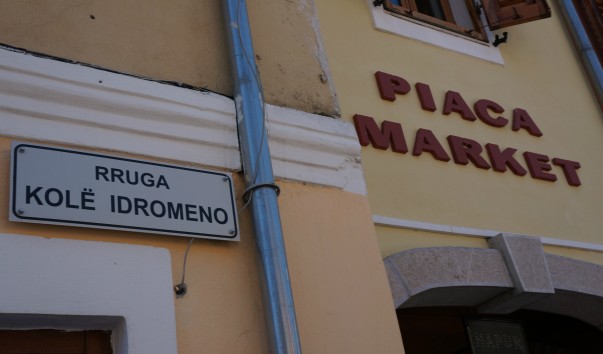 RRUGA
KOLË IDROMENO
PIACA
MARKET